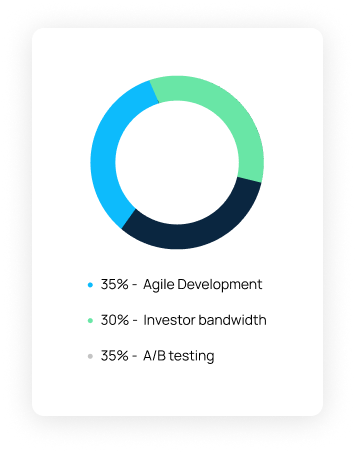 35% - Agile Development
30% - Investor bandwidth
35% - A/B testing